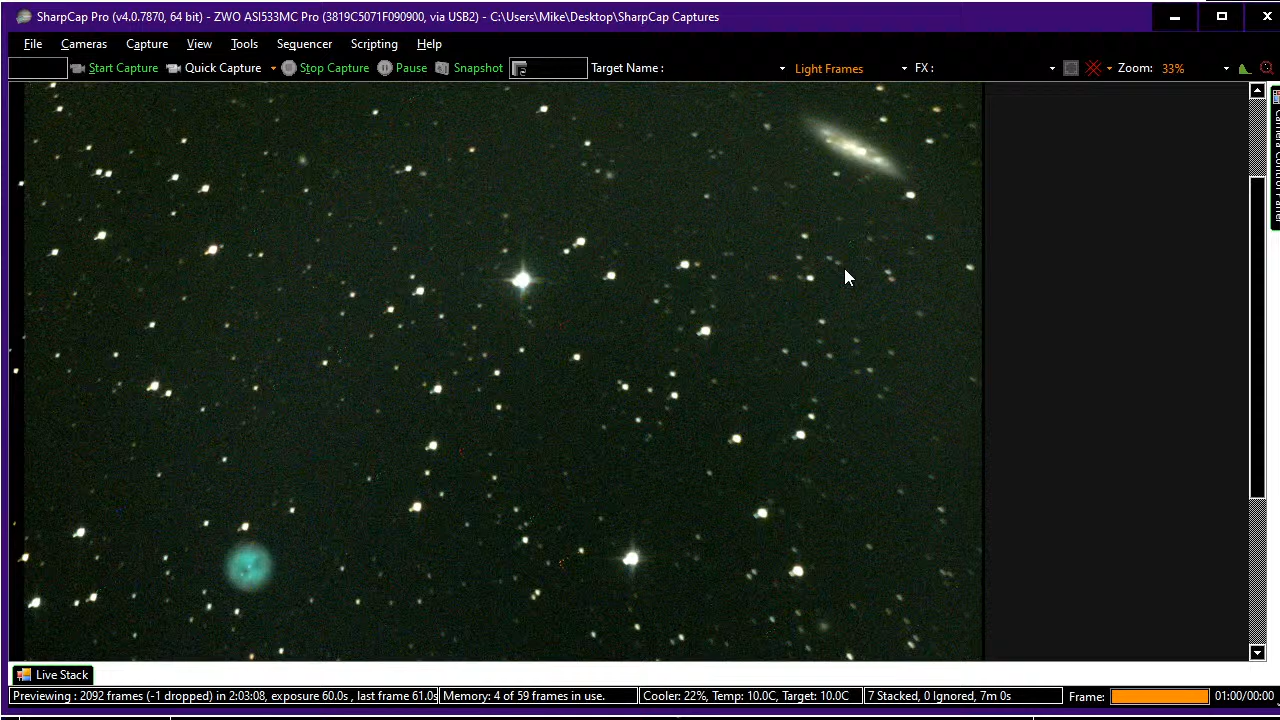 SharpCap Pro (v4.0.7870, 64 bit) - ZWO ASI533MC Pro (3819C5071F090900, via USB2) - C:\Users\Mike\Desktop\SharpCap Captures
File Cameras Capture View Tools Sequencer Scripting Help
Start Capture Quick Capture Stop Capture Pause Snapshot Target Name : Light Frames FX : Zoom: 33%
Live Stack
Previewing : 2092 frames (-1 dropped) in 2:03:08, exposure 60.0s , last frame 61.0s Memory: 4 of 59 frames in use. Cooler: 22%, Temp: 10.0C, Target: 10.0C 7 Stacked, 0 Ignored, 7m 0s Frame: 01:00/00:00